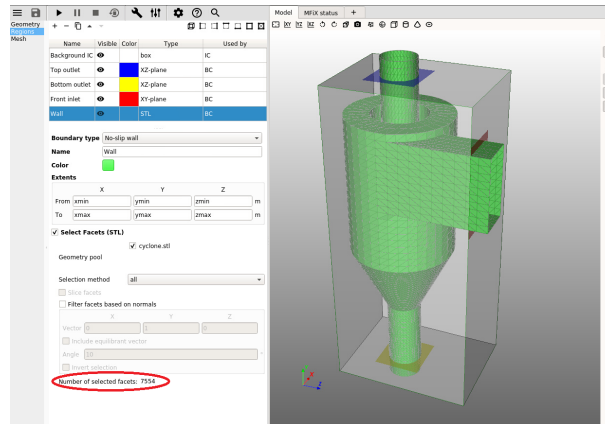 Model MFiX status +
Geometry
Regions
Mesh
XY YZ XZ
Name Visible Color Type Used by
Background IC box IC
Top outlet XZ-plane BC
Bottom outlet XZ-plane BC
Front inlet XY-plane BC
Wall STL BC
Boundary type No-slip wall
Name Wall
Color
Extents
X Y Z
From xmin ymin zmin m
To xmax ymax zmax m
Select Facets (STL)
cyclone.stl
Geometry pool
Selection method all
Slice facets
Filter facets based on normals
X Y Z
Vector 0 1 0
Include equilibrant vector
Angle 10 °
Invert selection
Number of selected facets: 7554
Y
X
Z